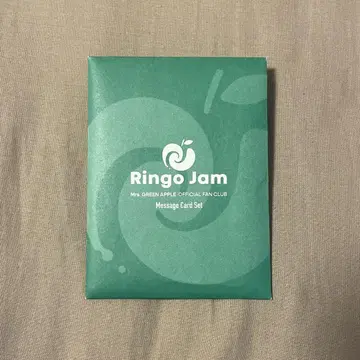 Ringo Jam
Mrs. GREEN APPLE OFFICIAL FAN CLUB
Message Card Set